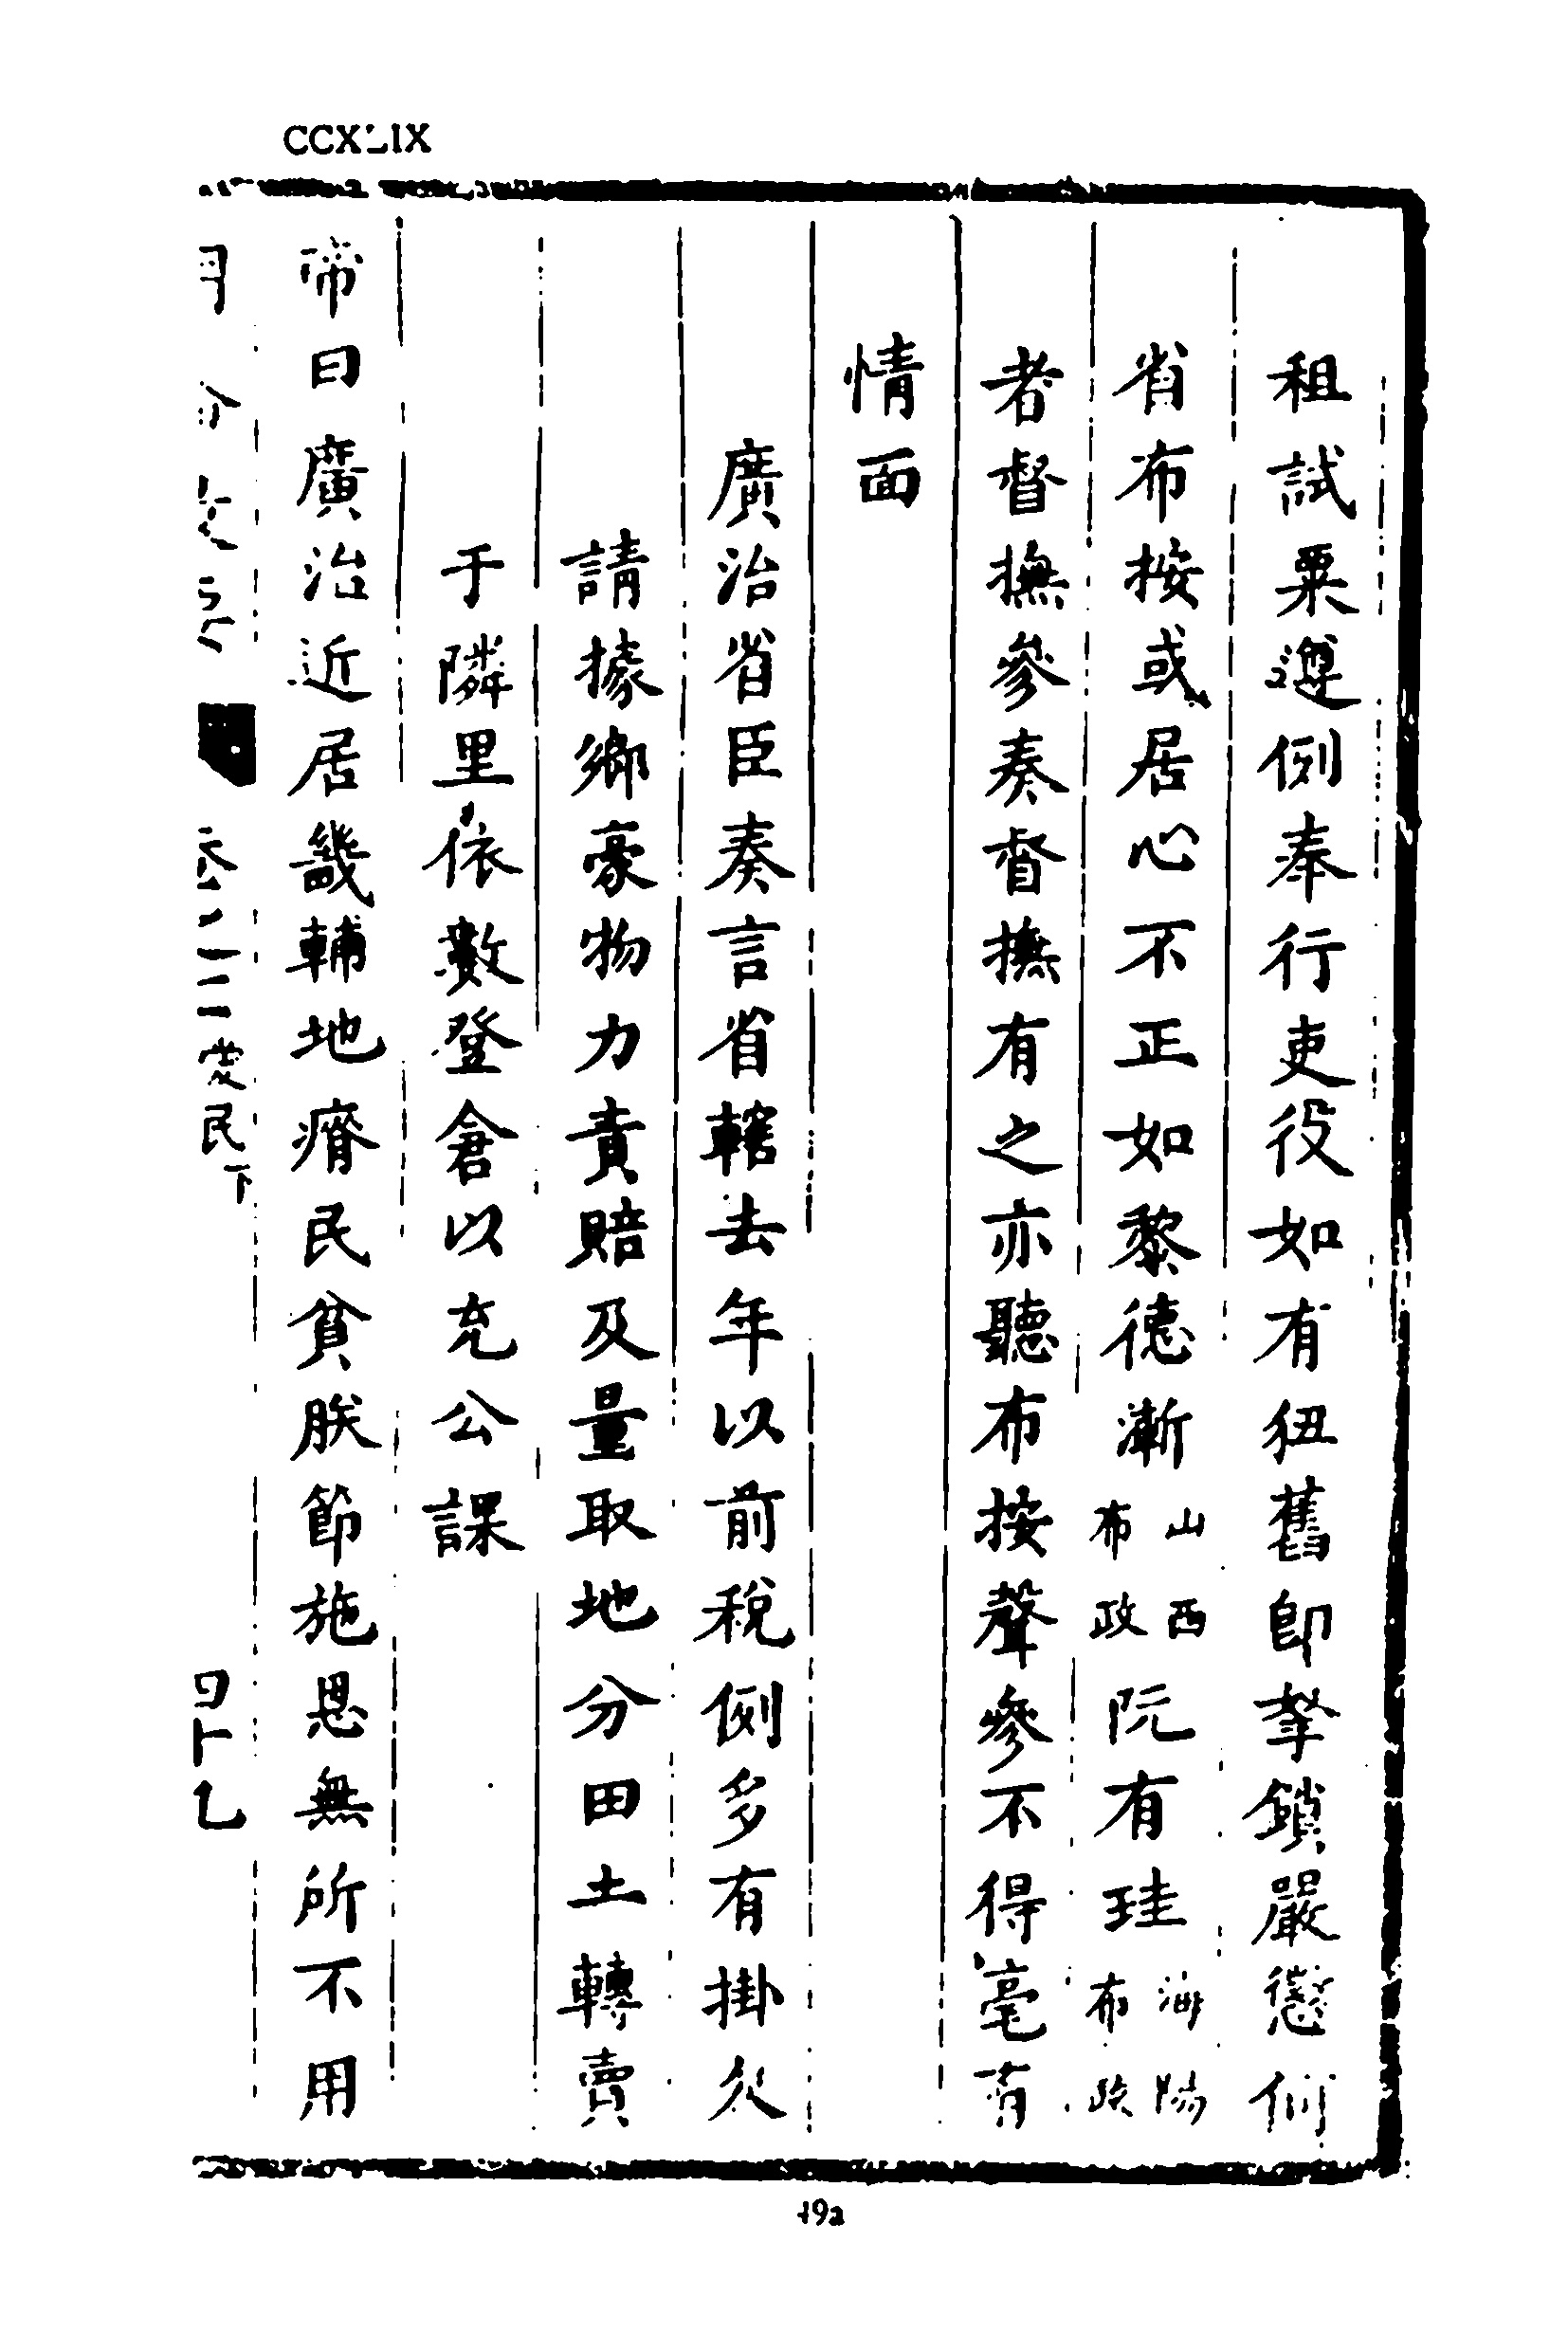 CCXLIX
租試粟遵例奉行吏役如有狃舊即拏鎖嚴懲何
省布按或居心不正如黎德漸山西布政阮有珪海陽布政
者督撫參奏督撫有之亦聽布按聲參不得毫有
情面
廣治省臣奏言省轄去年以前稅例多有掛欠
請據鄉豪物力責賠及量取地分田土轉賣
于隣里依數登倉以充公課
帝曰廣治近居畿輔地瘠民貧朕節施恩無所不用
愛民下
49a